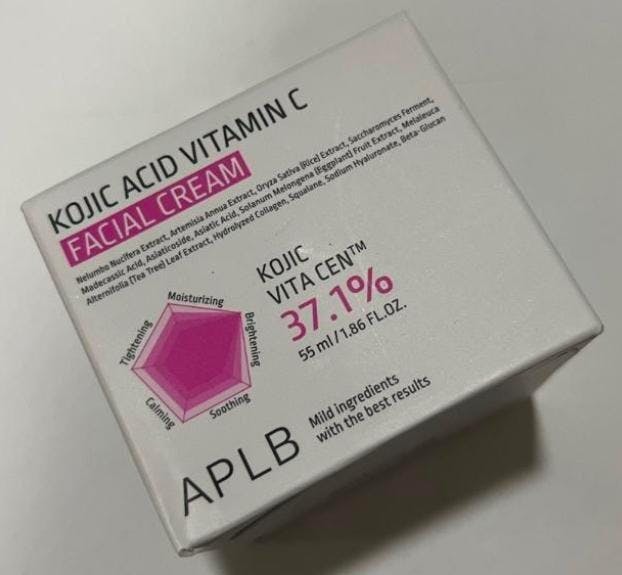 KOJIC ACID VITAMIN C
FACIAL CREAM
Nelumbo Nucifera Extract, Artemisia Annua Extract, Oryza Sativa (Rice) Extract, Saccharomyces Ferment,
Madecassic Acid, Asiaticoside, Asiatic Acid, Solanum Melongena (Eggplant) Fruit Extract, Melaleuca
Alternifolia (Tea Tree) Leaf Extract, Hydrolyzed Collagen, Squalane, Sodium Hyaluronate, Beta-Glucan
KOJIC
VITA CEN™
37.1%
55 ml / 1.86 FL.OZ.
Moisturizing
Brightening
Soothing
Calming
Tightening
APLB
Mild ingredients
with the best results